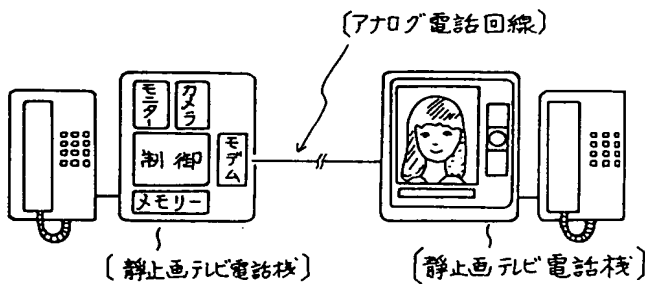 (アナログ電話回線)
モニター
カメラ
制御
モデム
メモリー
(静止画テレビ電話桟)
(静止画テレビ電話桟)